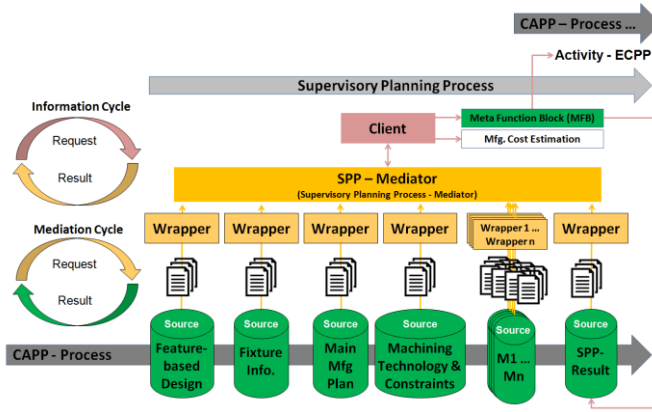 CAPP – Process ...
Activity - ECPP
Supervisory Planning Process
Information Cycle
Request
Result
Client
Meta Function Block (MFB)
Mfg. Cost Estimation
SPP – Mediator
(Supervisory Planning Process - Mediator)
Mediation Cycle
Request
Result
Wrapper
Wrapper
Wrapper
Wrapper
Wrapper 1 ...
Wrapper n
Wrapper
CAPP - Process
Source
Feature-
based
Design
Source
Fixture
Info.
Source
Main
Mfg
Plan
Source
Machining
Technology &
Constraints
Source
M1 ...
Mn
Source
SPP-
Result